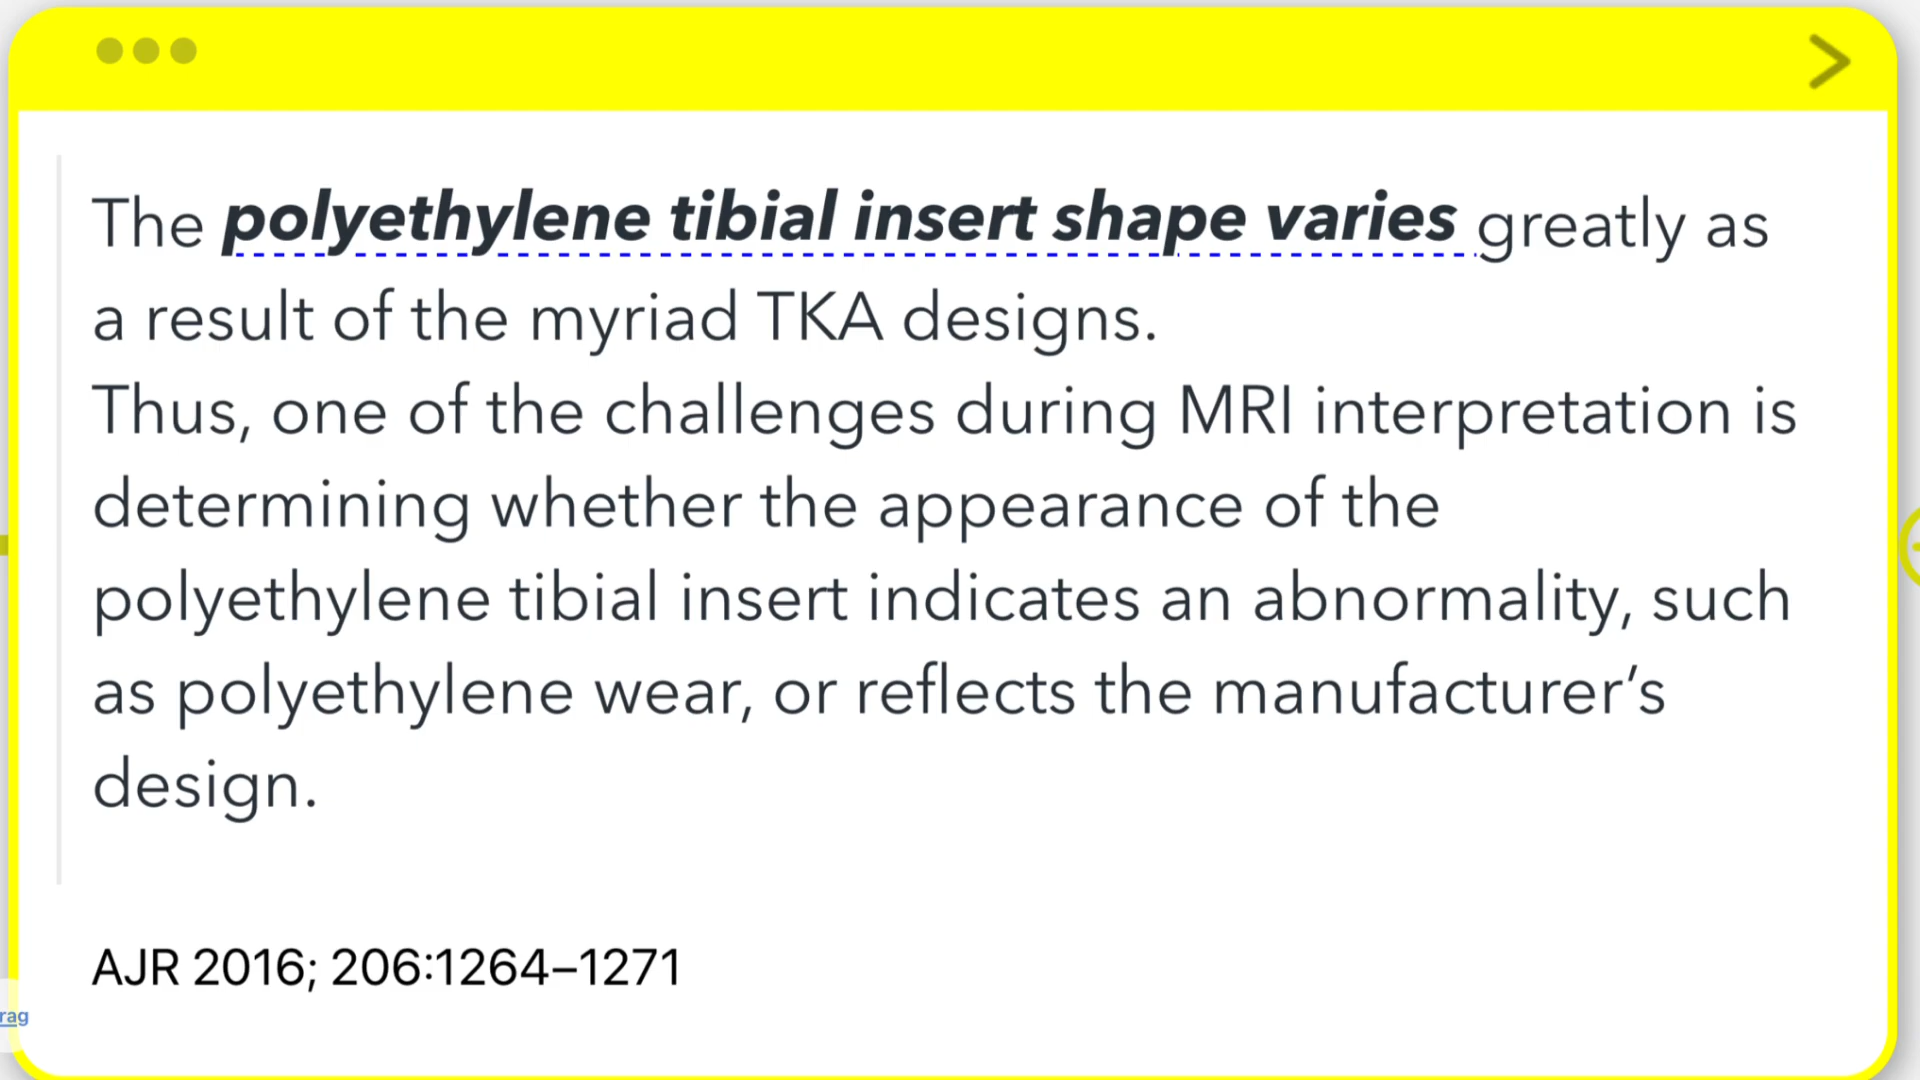 The polyethylene tibial insert shape varies greatly as
a result of the myriad TKA designs.
Thus, one of the challenges during MRI interpretation is
determining whether the appearance of the
polyethylene tibial insert indicates an abnormality, such
as polyethylene wear, or reflects the manufacturer’s
design.
AJR 2016; 206:1264–1271
rag